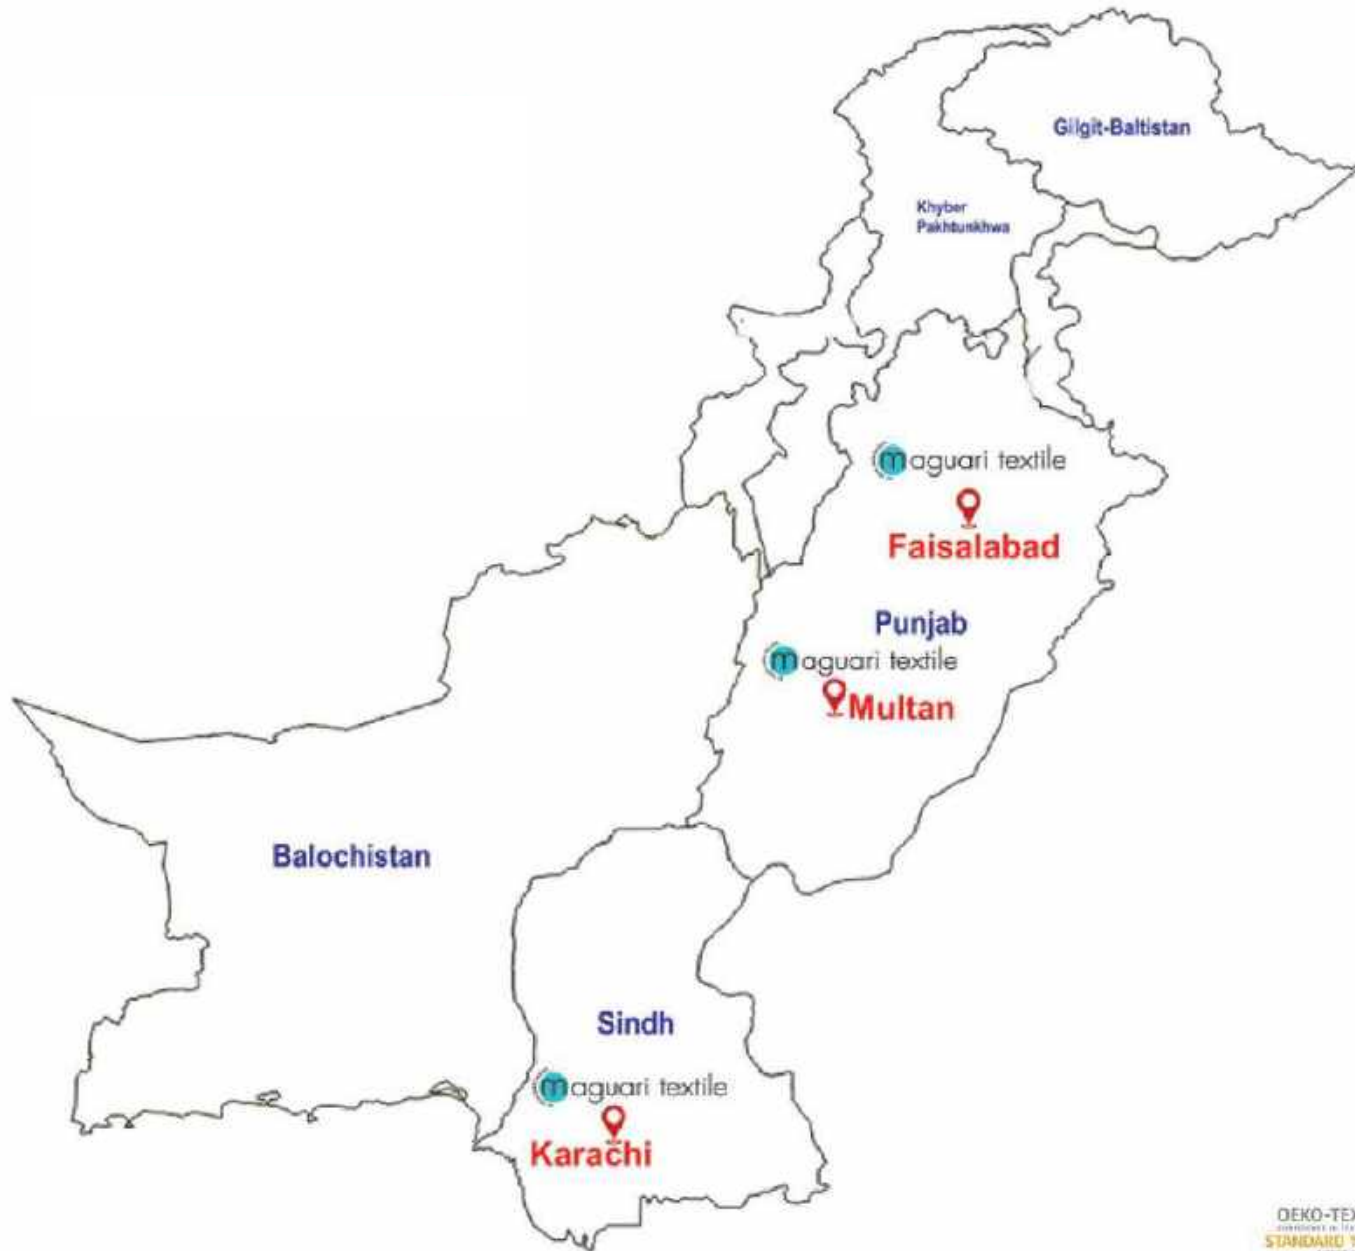 Gilgit-Baltistan
Khyber
Pakhtunkhwa
maguari textile
Faisalabad
Punjab
maguari textile
Multan
Balochistan
Sindh
maguari textile
Karachi
OEKO-TEX
STANDARD